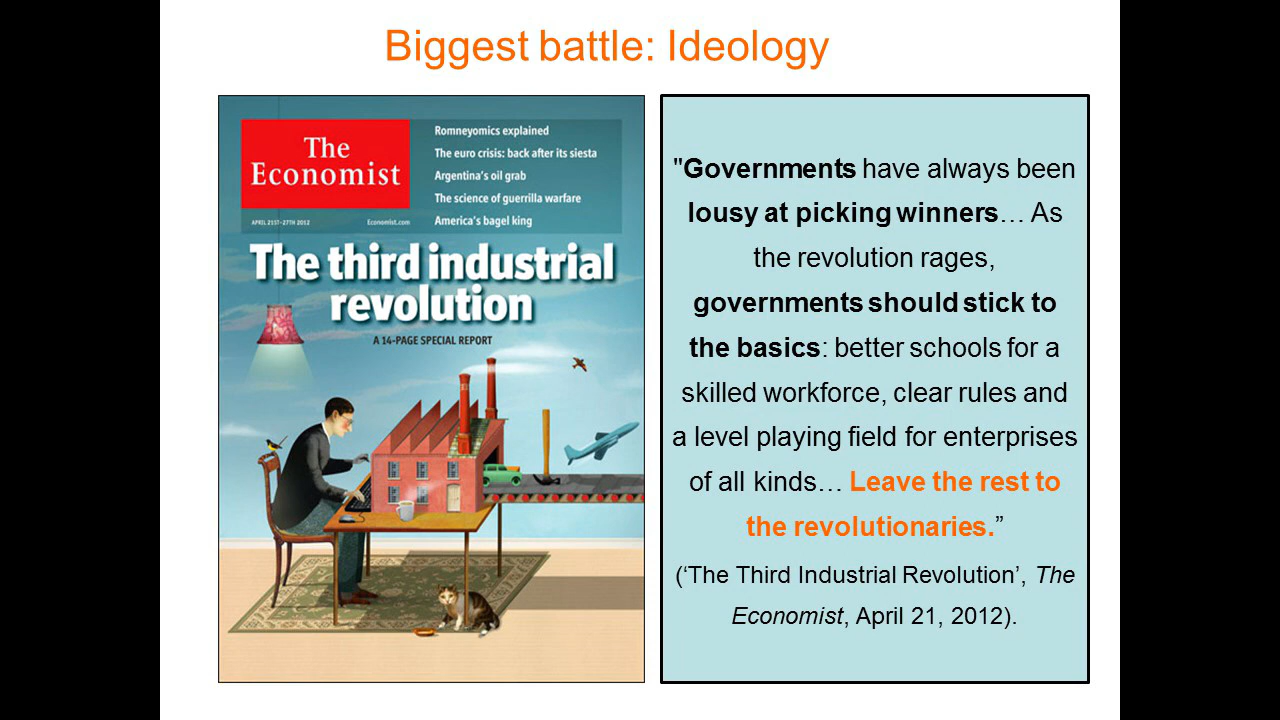 Biggest battle: Ideology
The
Economist
APRIL 21ST–27TH 2012
Economist.com
Romneyomics explained
The euro crisis: back after its siesta
Argentina's oil grab
The science of guerrilla warfare
America's bagel king
The third industrial
revolution
A 14-PAGE SPECIAL REPORT
"Governments have always been
lousy at picking winners… As
the revolution rages,
governments should stick to
the basics: better schools for a
skilled workforce, clear rules and
a level playing field for enterprises
of all kinds… Leave the rest to
the revolutionaries.”
(‘The Third Industrial Revolution’, The
Economist, April 21, 2012).